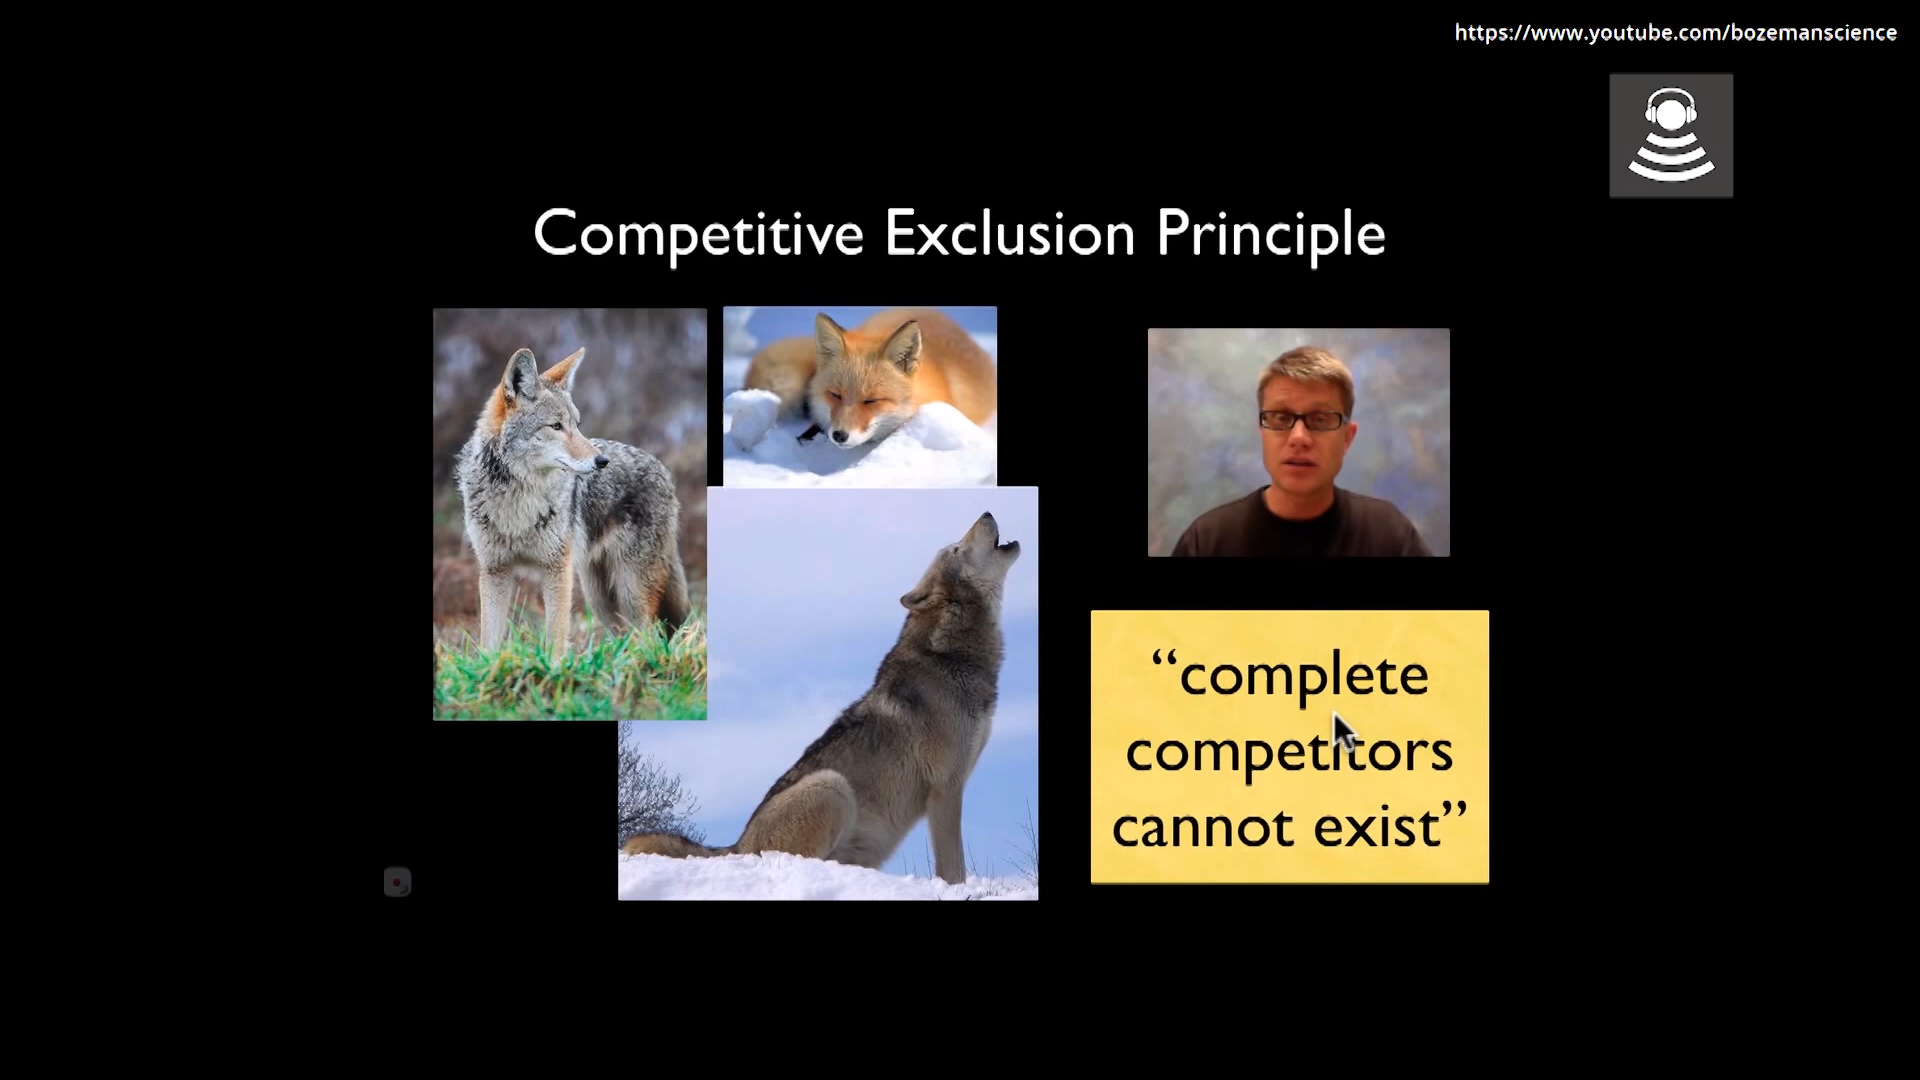 https://www.youtube.com/bozemanscience
Competitive Exclusion Principle
“complete
competitors
cannot exist”